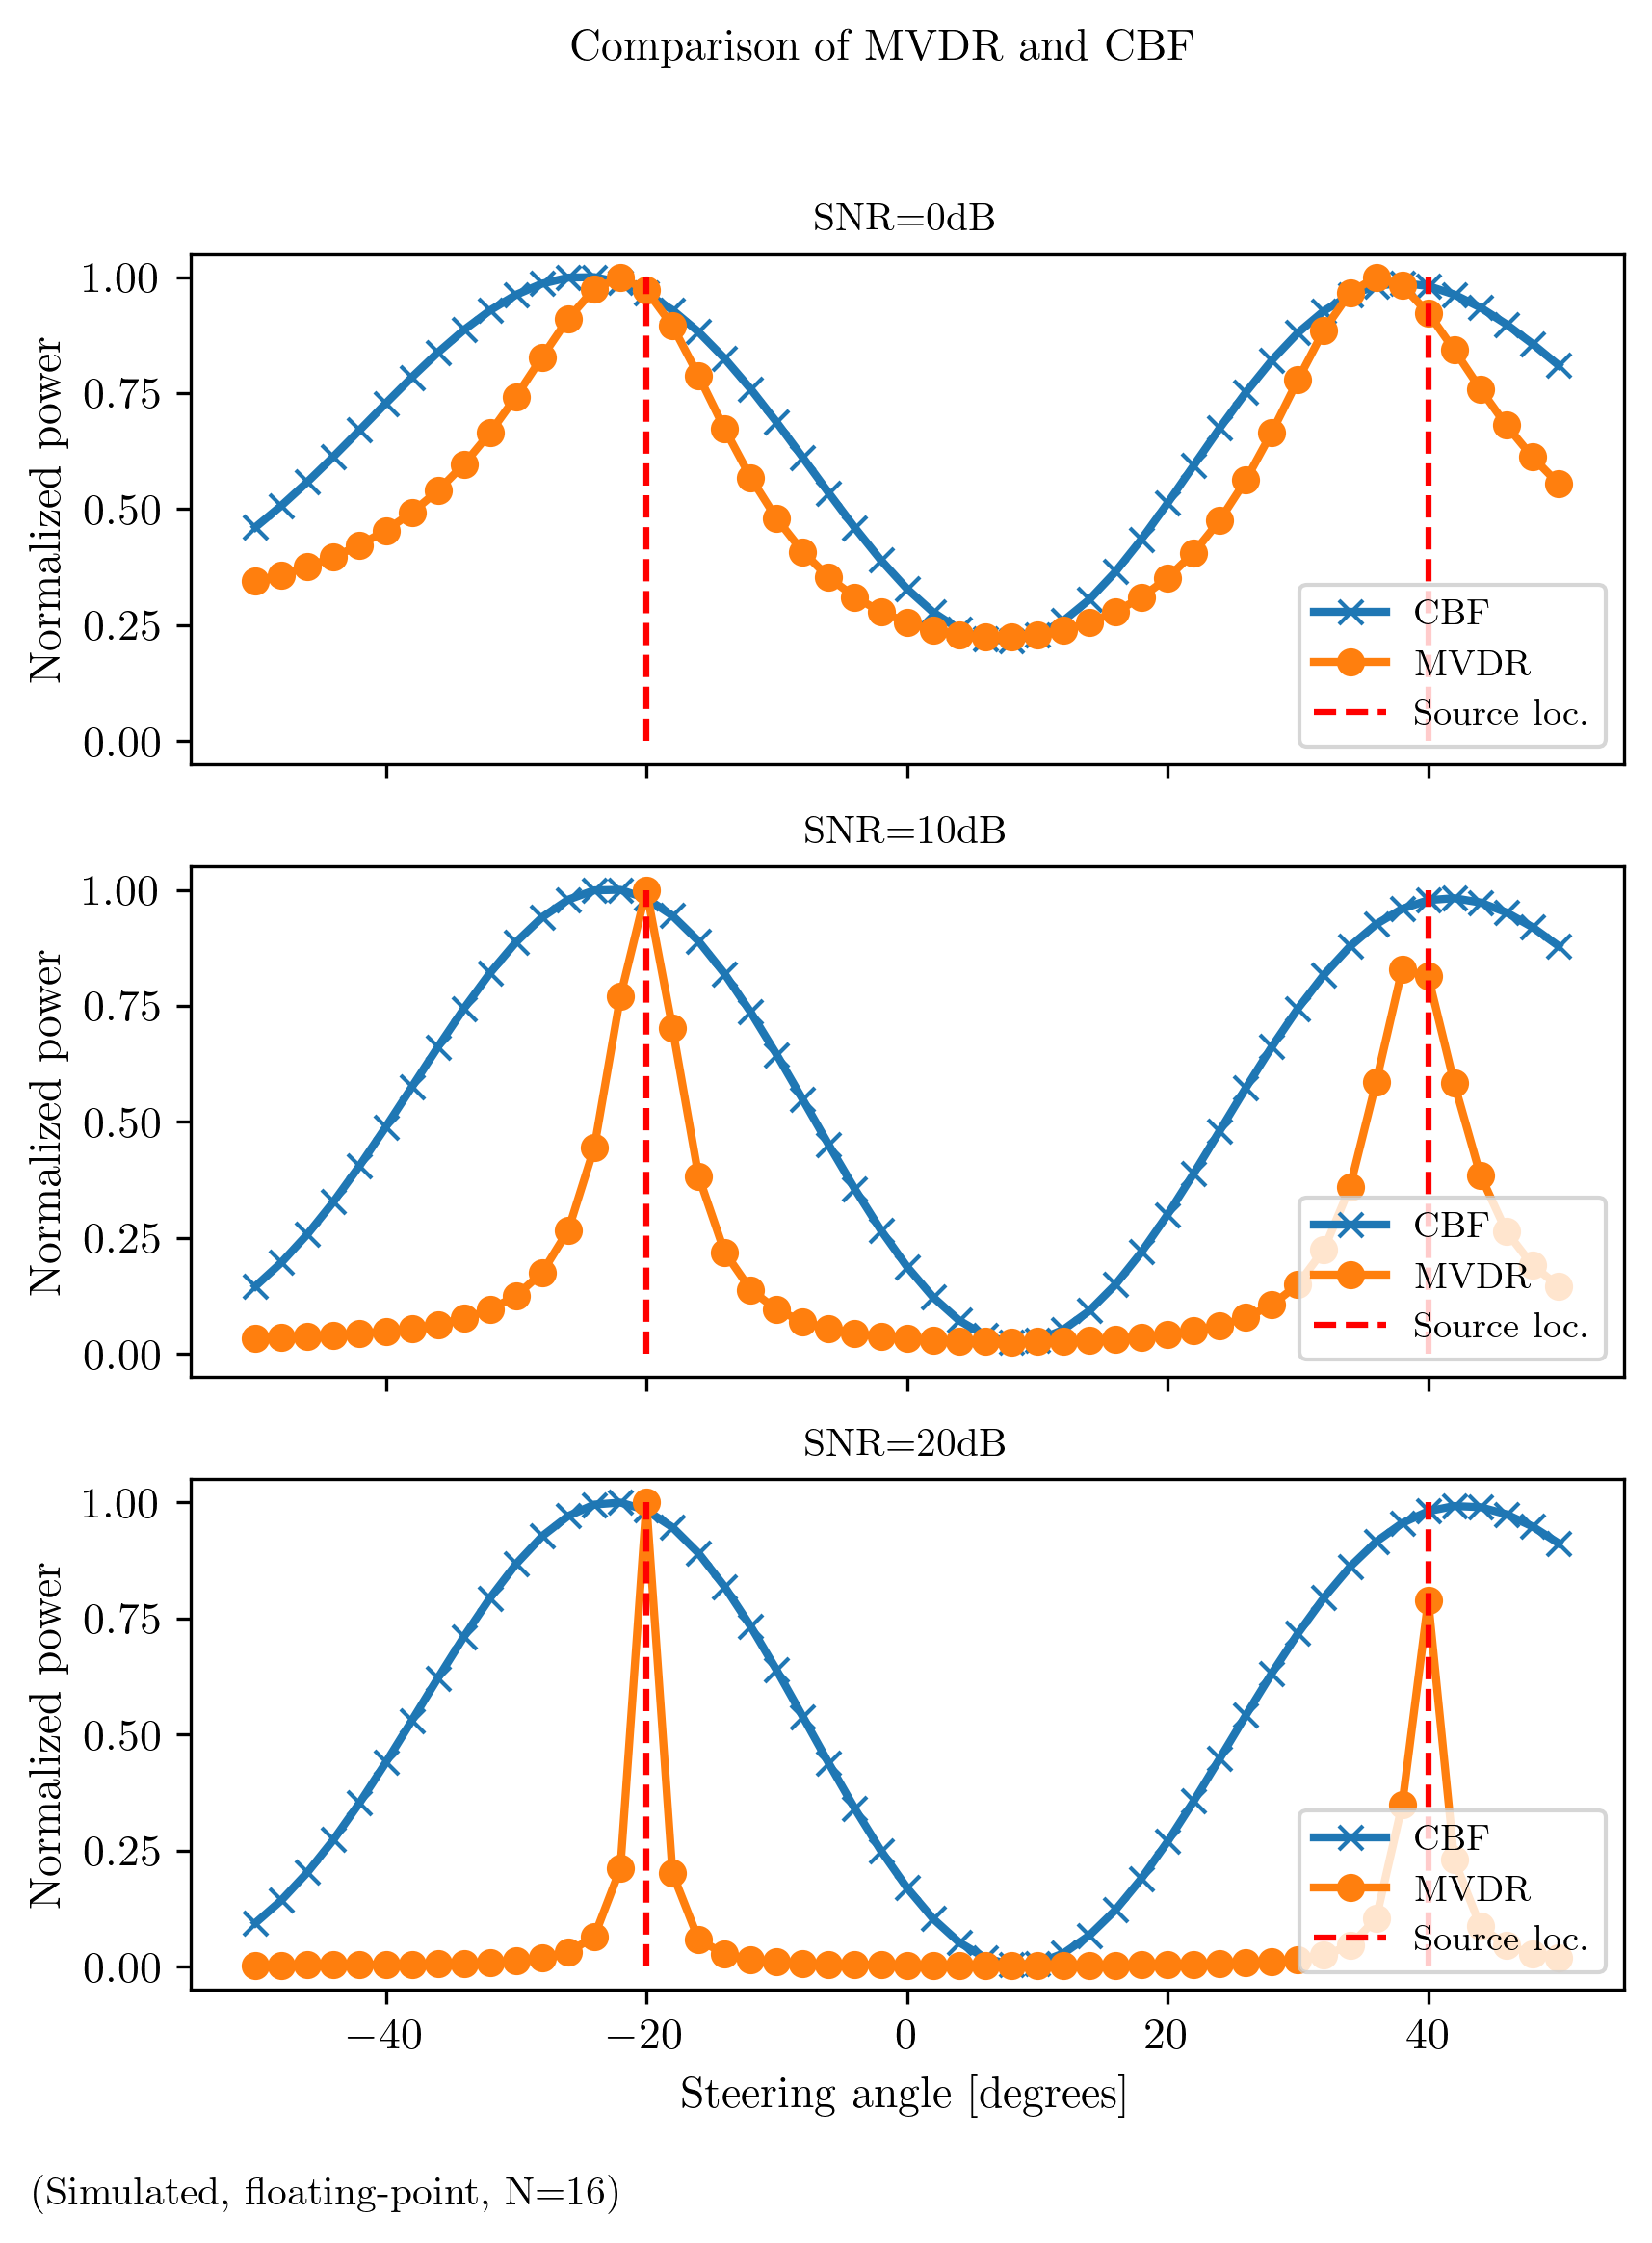 Comparison of MVDR and CBF
SNR=0dB
Normalized power
1.00
0.75
0.50
0.25
0.00
CBF
MVDR
Source loc.
SNR=10dB
Normalized power
1.00
0.75
0.50
0.25
0.00
CBF
MVDR
Source loc.
SNR=20dB
Normalized power
1.00
0.75
0.50
0.25
0.00
CBF
MVDR
Source loc.
−40 −20 0 20 40
Steering angle [degrees]
(Simulated, floating-point, N=16)